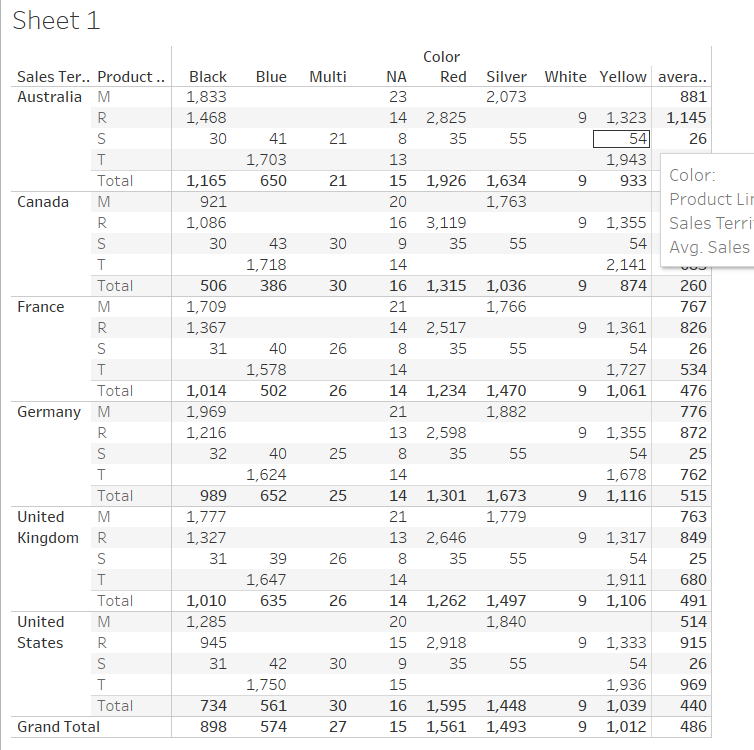 Sheet 1
Color
Sales Ter.. Product .. Black Blue Multi NA Red Silver White Yellow avera..
Australia M 1,833 23 2,073 881
R 1,468 14 2,825 9 1,323 1,145
S 30 41 21 8 35 55 54 26
T 1,703 13 1,943
Total 1,165 650 21 15 1,926 1,634 9 933
Canada M 921 20 1,763
R 1,086 16 3,119 9 1,355
S 30 43 30 9 35 55 54
T 1,718 14 2,141
Total 506 386 30 16 1,315 1,036 9 874 260
France M 1,709 21 1,766 767
R 1,367 14 2,517 9 1,361 826
S 31 40 26 8 35 55 54 26
T 1,578 14 1,727 534
Total 1,014 502 26 14 1,234 1,470 9 1,061 476
Germany M 1,969 21 1,882 776
R 1,216 13 2,598 9 1,355 872
S 32 40 25 8 35 55 54 25
T 1,624 14 1,678 762
Total 989 652 25 14 1,301 1,673 9 1,116 515
United M 1,777 21 1,779 763
Kingdom R 1,327 13 2,646 9 1,317 849
S 31 39 26 8 35 55 54 25
T 1,647 14 1,911 680
Total 1,010 635 26 14 1,262 1,497 9 1,106 491
United M 1,285 20 1,840 514
States R 945 15 2,918 9 1,333 915
S 31 42 30 9 35 55 54 26
T 1,750 15 1,936 969
Total 734 561 30 16 1,595 1,448 9 1,039 440
Grand Total 898 574 27 15 1,561 1,493 9 1,012 486
Color:
Product Li
Sales Terri
Avg. Sales